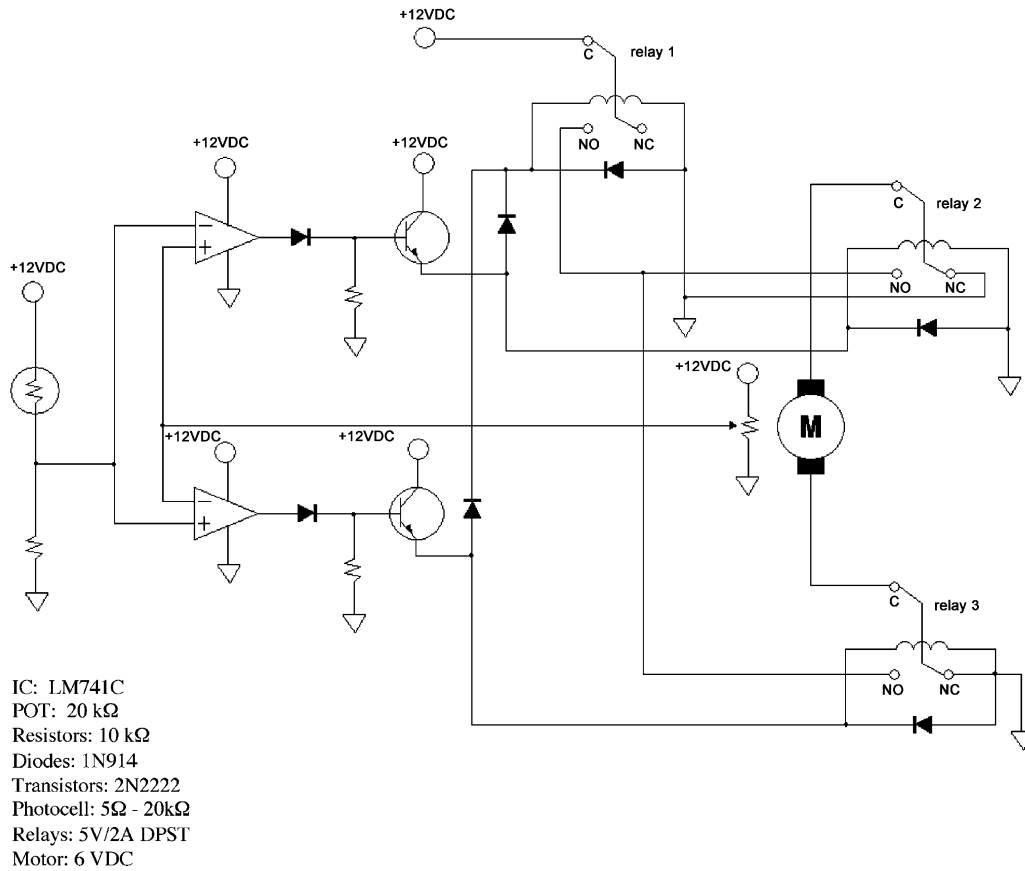 +12VDC
C
relay 1
NO
NC
+12VDC
+12VDC
−
+
+12VDC
C
relay 2
NO
NC
+12VDC
M
+12VDC
+12VDC
−
+
C
relay 3
NO
NC
IC: LM741C
POT: 20 kΩ
Resistors: 10 kΩ
Diodes: 1N914
Transistors: 2N2222
Photocell: 5Ω - 20kΩ
Relays: 5V/2A DPST
Motor: 6 VDC